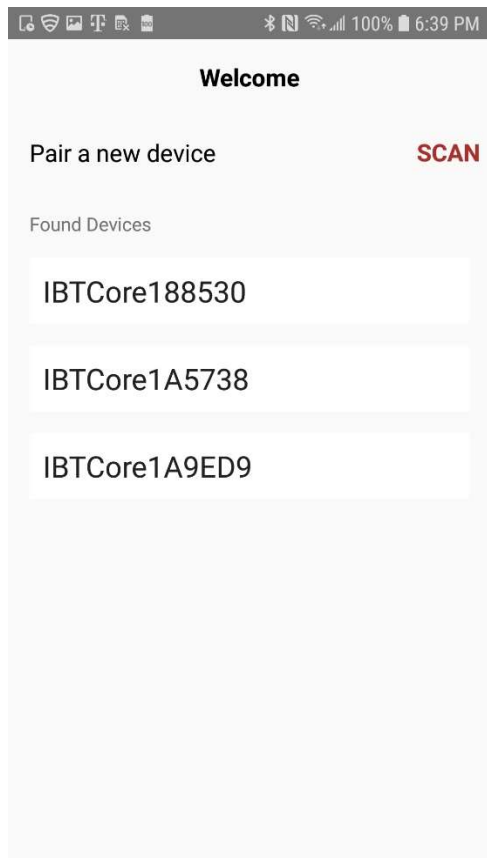 100% 6:39 PM
Welcome
Pair a new device SCAN
Found Devices
IBTCore188530
IBTCore1A5738
IBTCore1A9ED9